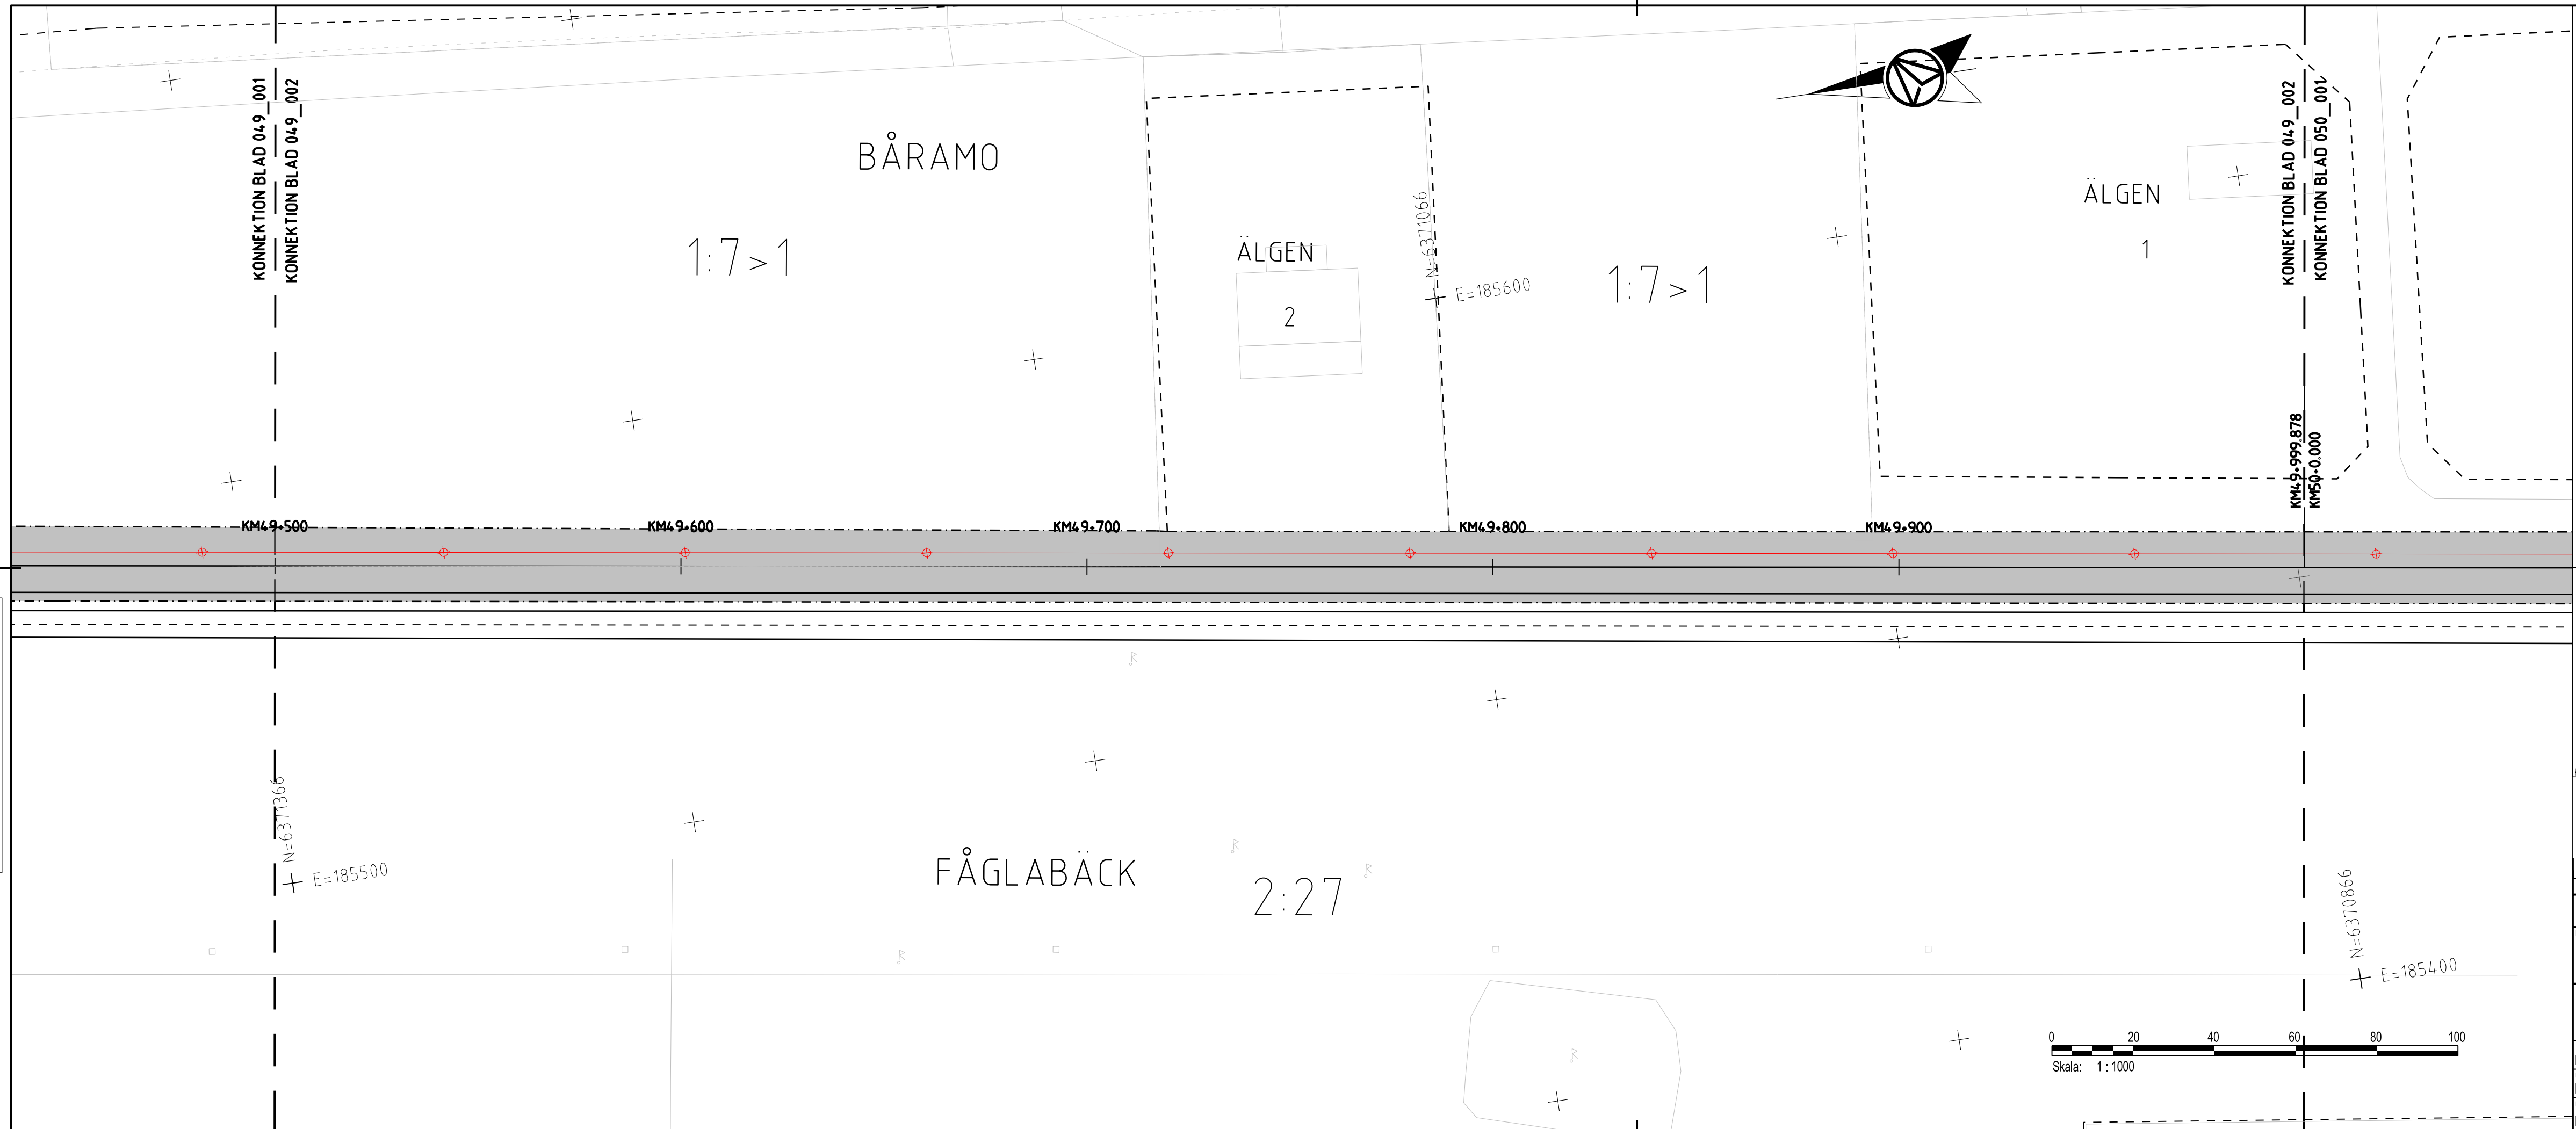 KONNEKTION BLAD 049_001
KONNEKTION BLAD 049_002
BÅRAMO
1:7>1
ÄLGEN
2
N=6371066
E=185600
1:7>1
ÄLGEN
1
KONNEKTION BLAD 049_002
KONNEKTION BLAD 050_001
KM49+999.878
KM50+0.000
KM49+500
KM49+600
KM49+700
KM49+800
KM49+900
N=6371366
E=185500
FÅGLABÄCK
2:27
N=6370866
E=185400
0 20 40 60 80 100
Skala: 1 : 1000